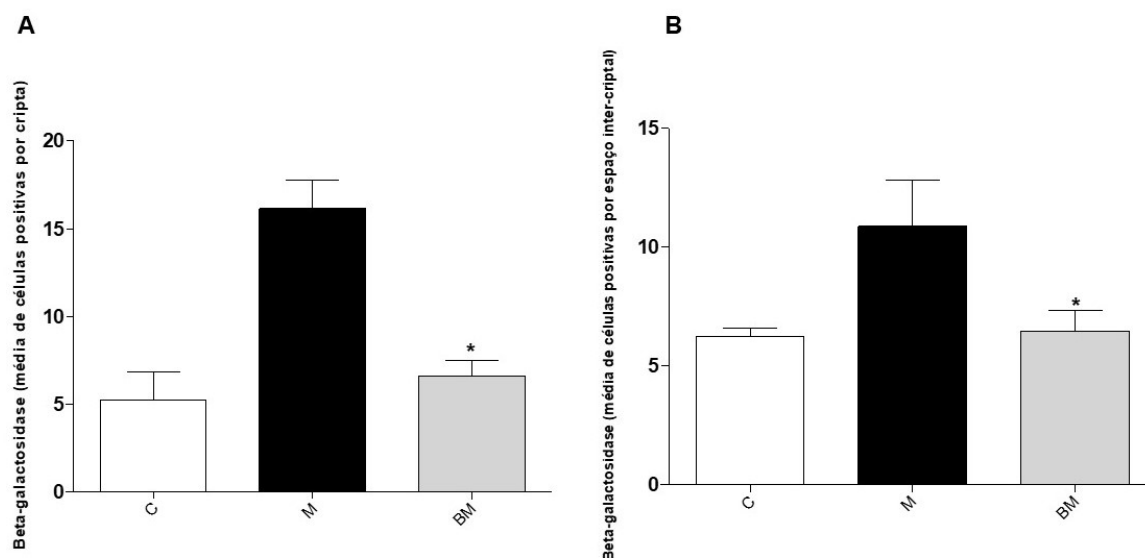 A
Beta-galactosidase (média de células positivas por cripta)
20
15
10
5
0
*
C
M
BM
B
Beta-galactosidase (média de células positivas por espaço inter-criptal)
15
10
5
0
*
C
M
BM